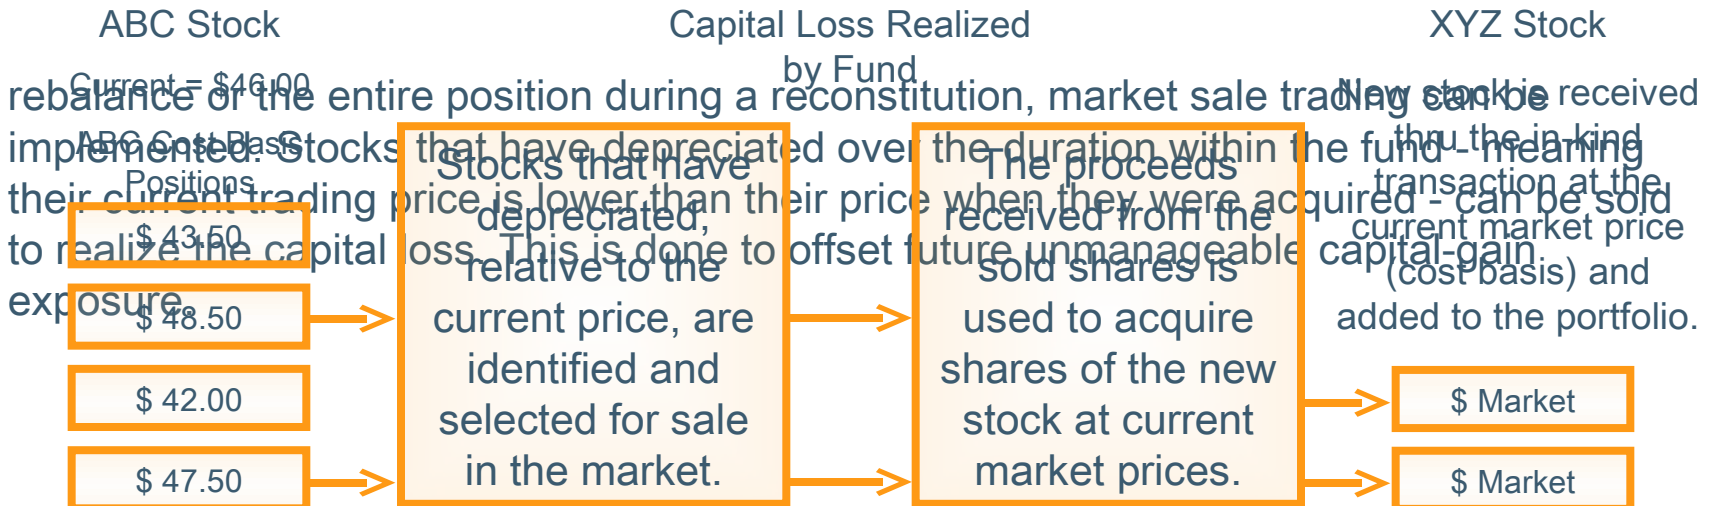 ABC Stock
Capital Loss Realized
by Fund
XYZ Stock
Current = $46.00
ABC Cost Basis
Positions
rebalance or the entire position during a reconstitution, market sale trading can be
implemented. Stocks that have depreciated over the duration within the fund - meaning
their current trading price is lower than their price when they were acquired - can be sold
to realize the capital loss. This is done to offset future unmanageable capital-gain
exposure.
$ 43.50
$ 48.50
$ 42.00
$ 47.50
Stocks that have
depreciated,
relative to the
current price, are
identified and
selected for sale
in the market.
The proceeds
received from the
sold shares is
used to acquire
shares of the new
stock at current
market prices.
New stock is received
thru the in-kind
transaction at the
current market price
(cost basis) and
added to the portfolio.
$ Market
$ Market